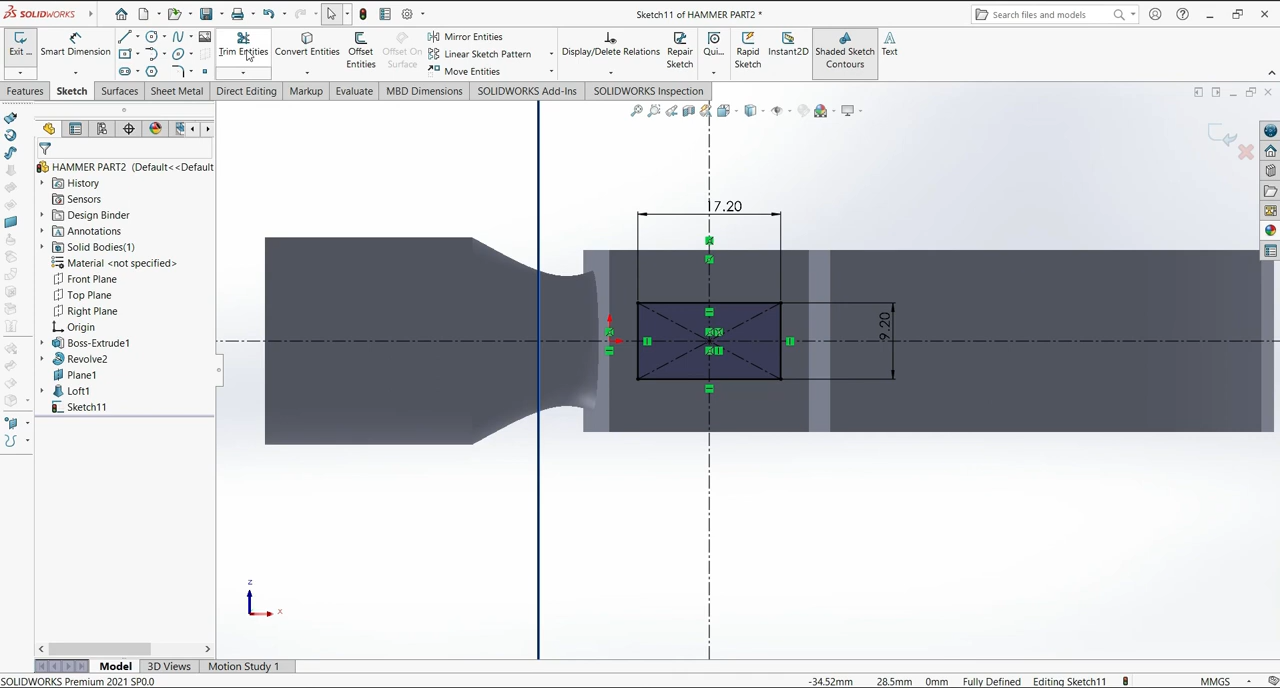 SOLIDWORKS
Sketch11 of HAMMER PART2 *
Search files and models
Exit ...
Smart Dimension
Trim Entities
Convert Entities
Offset Entities
Offset On Surface
Mirror Entities
Linear Sketch Pattern
Move Entities
Display/Delete Relations
Repair Sketch
Qui...
Rapid Sketch
Instant2D
Shaded Sketch Contours
Text
Features
Sketch
Surfaces
Sheet Metal
Direct Editing
Markup
Evaluate
MBD Dimensions
SOLIDWORKS Add-Ins
SOLIDWORKS Inspection
HAMMER PART2 (Default<<Default
History
Sensors
Design Binder
Annotations
Solid Bodies(1)
Material <not specified>
Front Plane
Top Plane
Right Plane
Origin
Boss-Extrude1
Revolve2
Plane1
Loft1
Sketch11
17.20
9.20
z
x
Model
3D Views
Motion Study 1
SOLIDWORKS Premium 2021 SP0.0
-34.52mm
28.5mm
0mm
Fully Defined
Editing Sketch11
MMGS